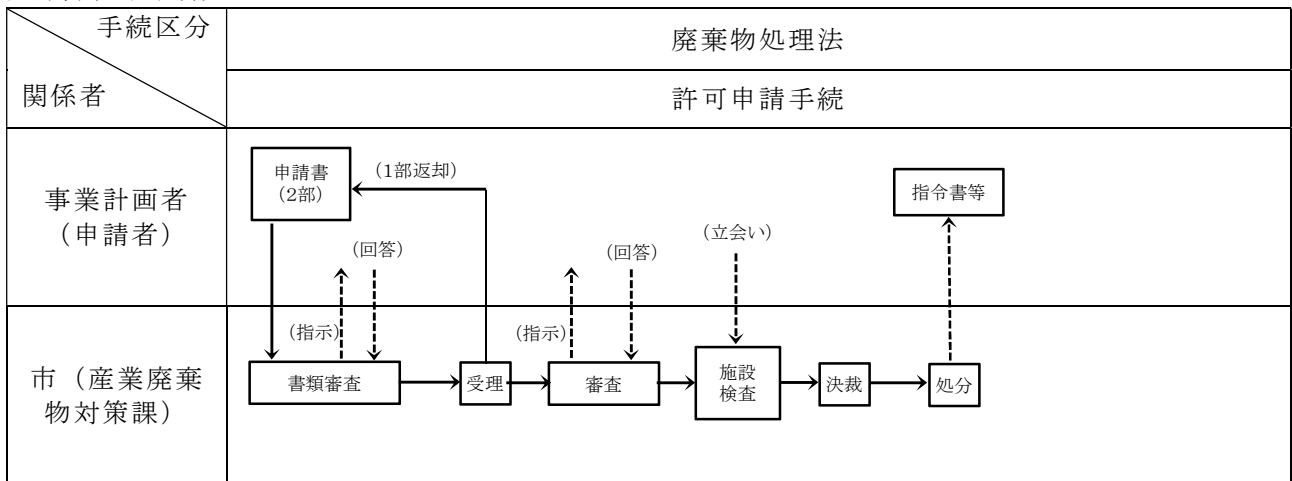 手続区分
関係者
廃棄物処理法
許可申請手続
事業計画者
（申請者）
申請書
（2部）
（1部返却）
（回答）
（回答）
（立会い）
指令書等
市（産業廃棄
物対策課）
（指示）
（指示）
書類審査
受理
審査
施設
検査
決裁
処分